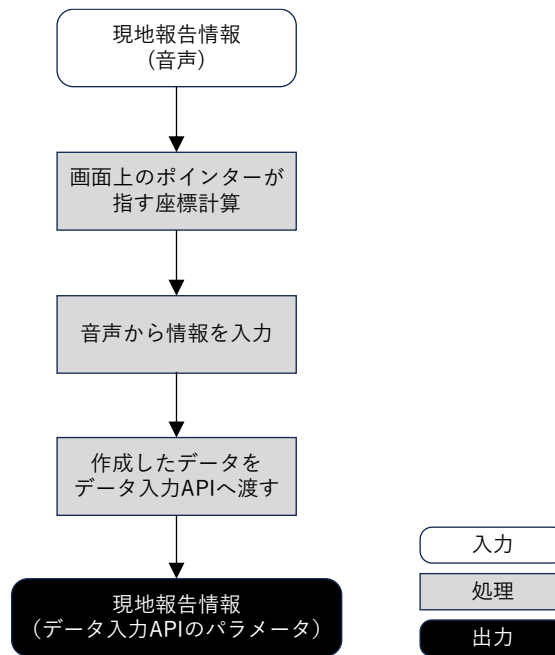 現地報告情報
(音声)
画面上のポインターが
指す座標計算
音声から情報を入力
作成したデータを
データ入力APIへ渡す
現地報告情報
（データ入力APIのパラメータ）
入力
処理
出力